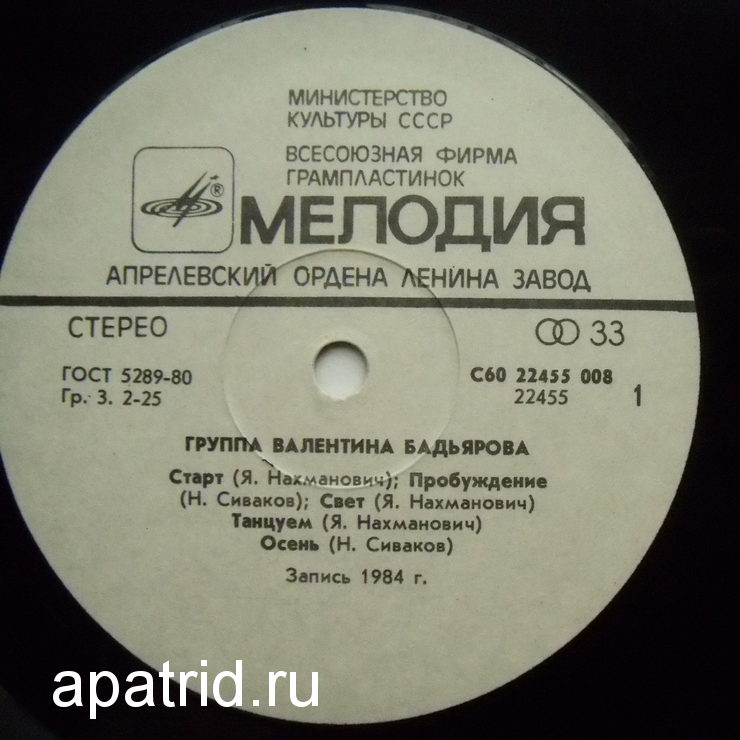 МИНИСТЕРСТВО
КУЛЬТУРЫ СССР
ВСЕСОЮЗНАЯ ФИРМА
ГРАМПЛАСТИНОК
®
МЕЛОДИЯ
АПРЕЛЕВСКИЙ ОРДЕНА ЛЕНИНА ЗАВОД
СТЕРЕО
33
ГОСТ 5289-80
Гр. 3. 2-25
С60 22455 008
22455
1
ГРУППА ВАЛЕНТИНА БАДЬЯРОВА
Старт (Я. Нахманович); Пробуждение
(Н. Сиваков); Свет (Я. Нахманович)
Танцуем (Я. Нахманович)
Осень (Н. Сиваков)
Запись 1984 г.
apatrid.ru